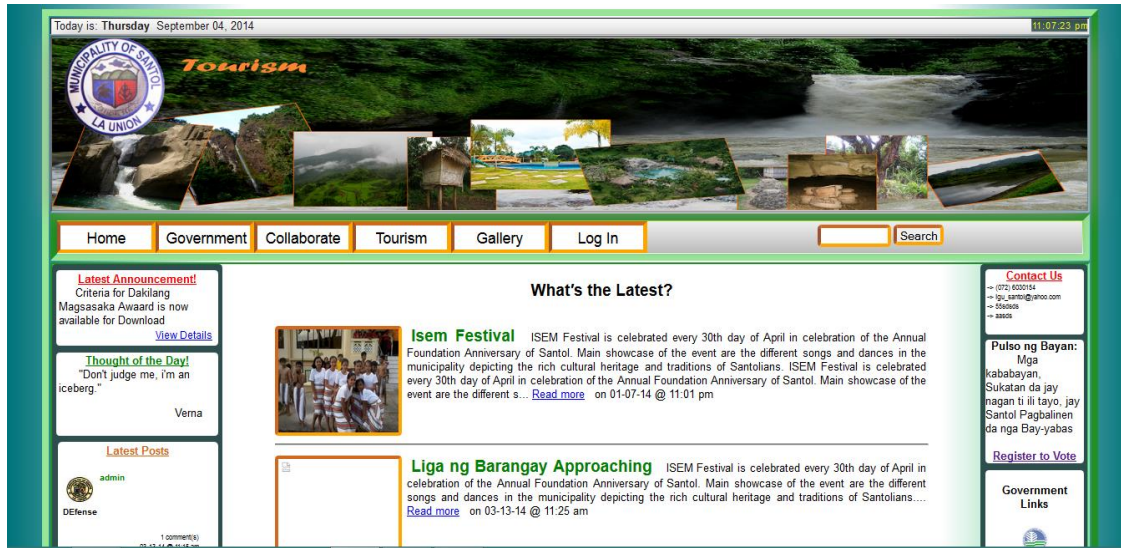 Today is: Thursday September 04, 2014
11:07:23 pm
MUNICIPALITY OF SANTOL
LA UNION
Tourism
Home
Government
Collaborate
Tourism
Gallery
Log In
Search
Latest Announcement!
Criteria for Dakilang
Magsasaka Awaard is now
available for Download
View Details
Thought of the Day!
"Don't judge me, i'm an
iceberg."
Verna
Latest Posts
admin
DEfense
1 comment(s)
03-13-14 @ 11:15 am
What's the Latest?
Isem Festival ISEM Festival is celebrated every 30th day of April in celebration of the Annual
Foundation Anniversary of Santol. Main showcase of the event are the different songs and dances in the
municipality depicting the rich cultural heritage and traditions of Santolians. ISEM Festival is celebrated
every 30th day of April in celebration of the Annual Foundation Anniversary of Santol. Main showcase of the
event are the different s... Read more on 01-07-14 @ 11:01 pm
Liga ng Barangay Approaching ISEM Festival is celebrated every 30th day of April in
celebration of the Annual Foundation Anniversary of Santol. Main showcase of the event are the different
songs and dances in the municipality depicting the rich cultural heritage and traditions of Santolians....
Read more on 03-13-14 @ 11:25 am
Contact Us
-> (072) 6030154
-> lgu_santol@yahoo.com
-> 55sdsds
-> aasds
Pulso ng Bayan:
Mga
kababayan,
Sukatan da jay
nagan ti ili tayo, jay
Santol Pagbalinen
da nga Bay-yabas
Register to Vote
Government
Links